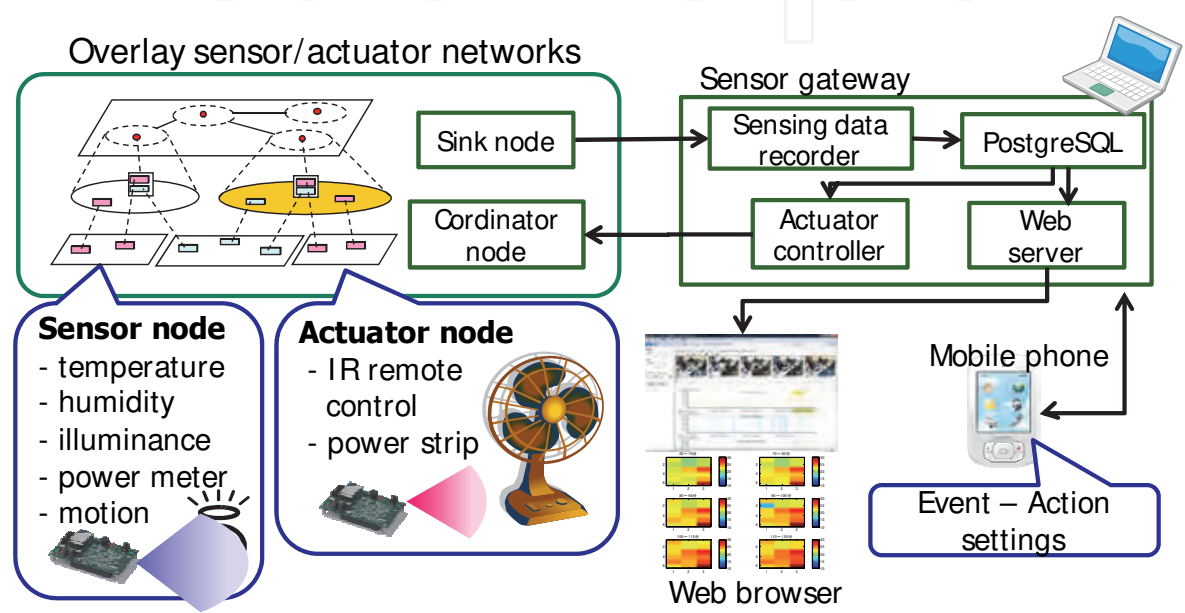 Overlay sensor/actuator networks
Sensor gateway
Sink node
Sensing data
recorder
PostgreSQL
Cordinator
node
Actuator
controller
Web
server
Sensor node
- temperature
- humidity
- illuminance
- power meter
- motion
Actuator node
- IR remote
control
- power strip
Mobile phone
Event – Action
settings
Web browser